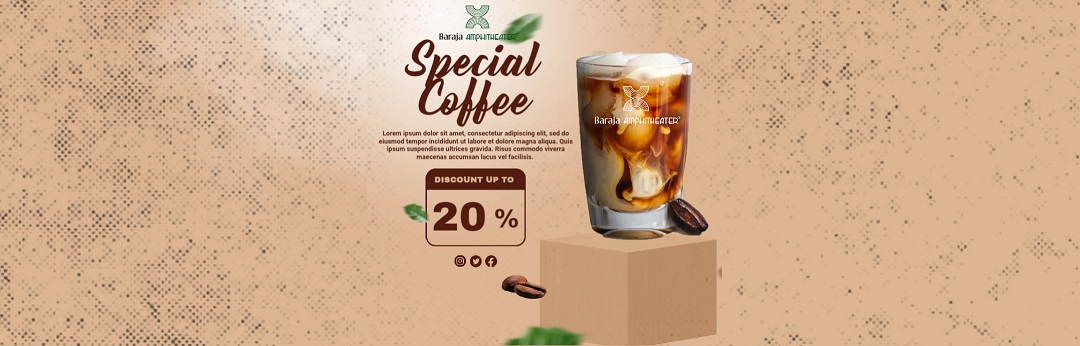 Baraja AMPHITHEATER
Special
Coffee
Lorem ipsum dolor sit amet, consectetur adipiscing elit, sed do
eiusmod tempor incididunt ut labore et dolore magna aliqua. Quis
ipsum suspendisse ultrices gravida. Risus commodo viverra
maecenas accumsan lacus vel facilisis.
DISCOUNT UP TO
20 %
Baraja AMPHITHEATER